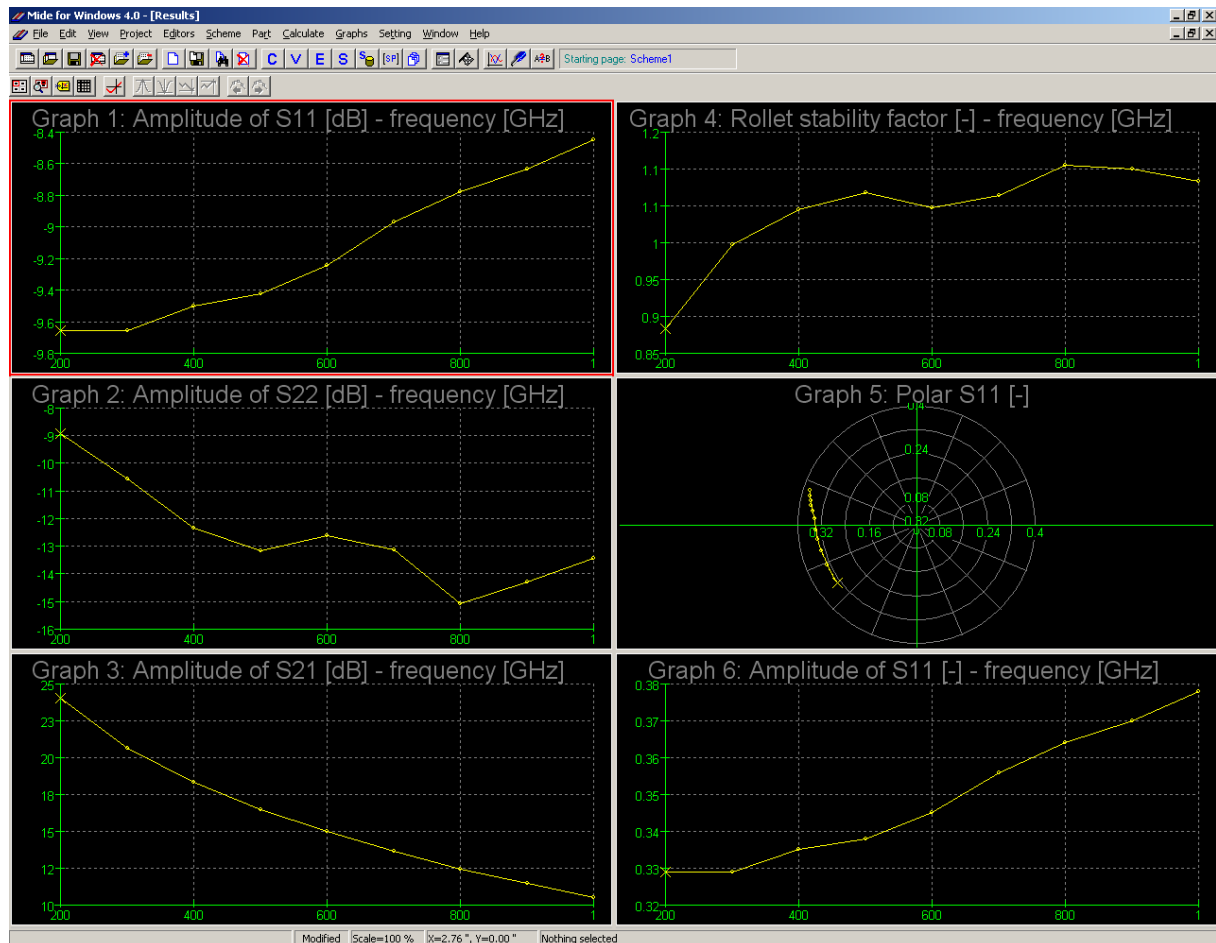 Mide for Windows 4.0 - [Results]
File Edit View Project Editors Scheme Part Calculate Graphs Setting Window Help
C V E S S [SP] A B Starting page: Scheme1
Graph 1: Amplitude of S11 [dB] - frequency [GHz]
-8.4
-8.6
-8.8
-9
-9.2
-9.4
-9.6
-9.8
200 400 600 800 1
Graph 4: Rollet stability factor [-] - frequency [GHz]
1.2
1.1
1.1
1
0.95
0.9
0.85
200 400 600 800 1
Graph 2: Amplitude of S22 [dB] - frequency [GHz]
-8
-9
-10
-11
-12
-13
-14
-15
-16
200 400 600 800 1
Graph 5: Polar S11 [-]
0.4
0.24
0.08
0.32 0.16 0.08 0.24 0.4
Graph 3: Amplitude of S21 [dB] - frequency [GHz]
25
23
20
18
15
12
10
200 400 600 800 1
Graph 6: Amplitude of S11 [-] - frequency [GHz]
0.38
0.37
0.36
0.35
0.34
0.33
0.32
200 400 600 800 1
Modified Scale=100 % X=2.76 ", Y=0.00 " Nothing selected